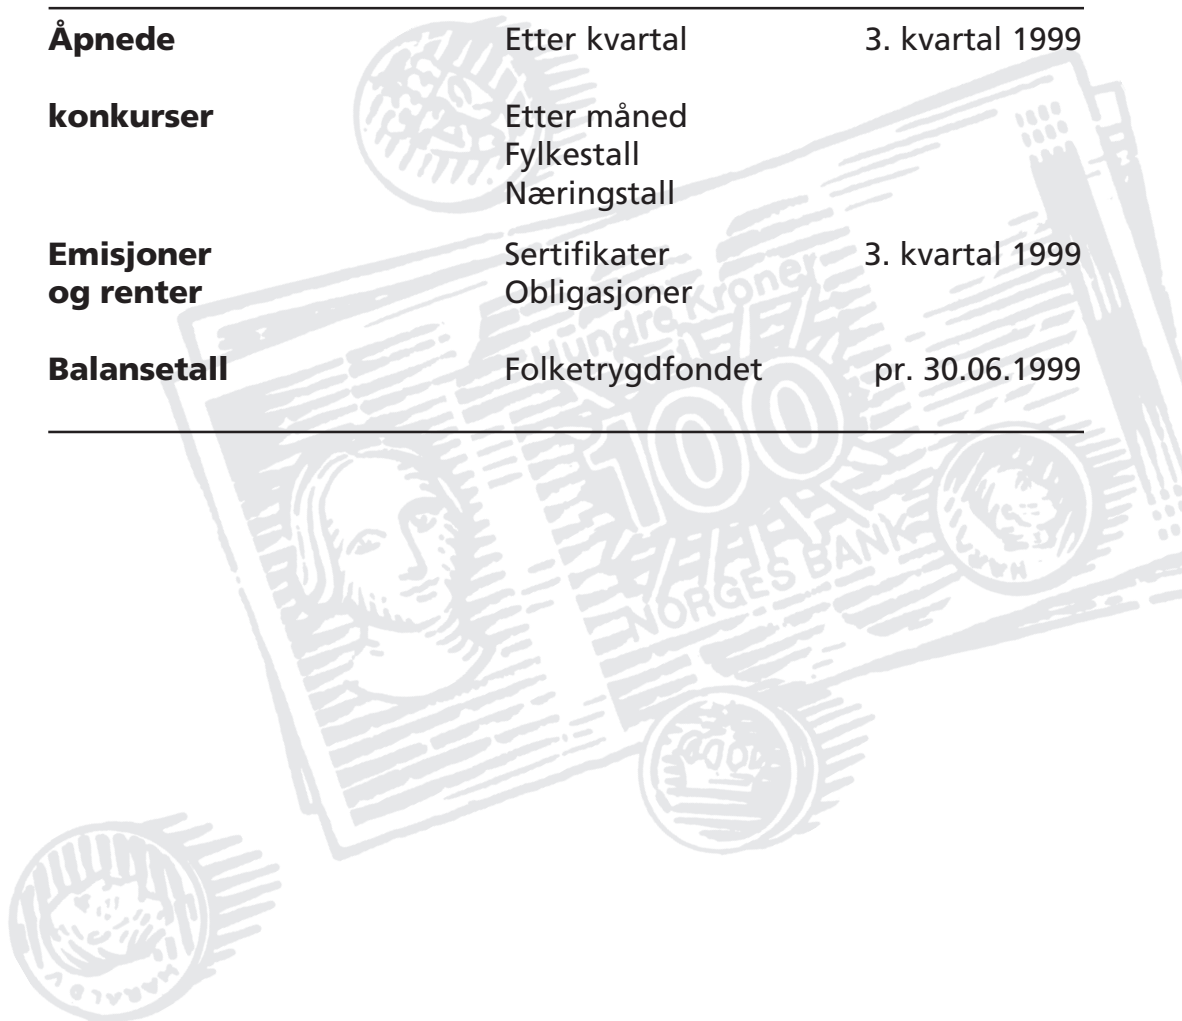 Åpnede Etter kvartal 3. kvartal 1999
konkurser Etter måned
Fylkestall
Næringstall
Emisjoner Sertifikater 3. kvartal 1999
og renter Obligasjoner
Balansetall Folketrygdfondet pr. 30.06.1999
Hundre Kroner
100
NORGES BANK
HARALD V